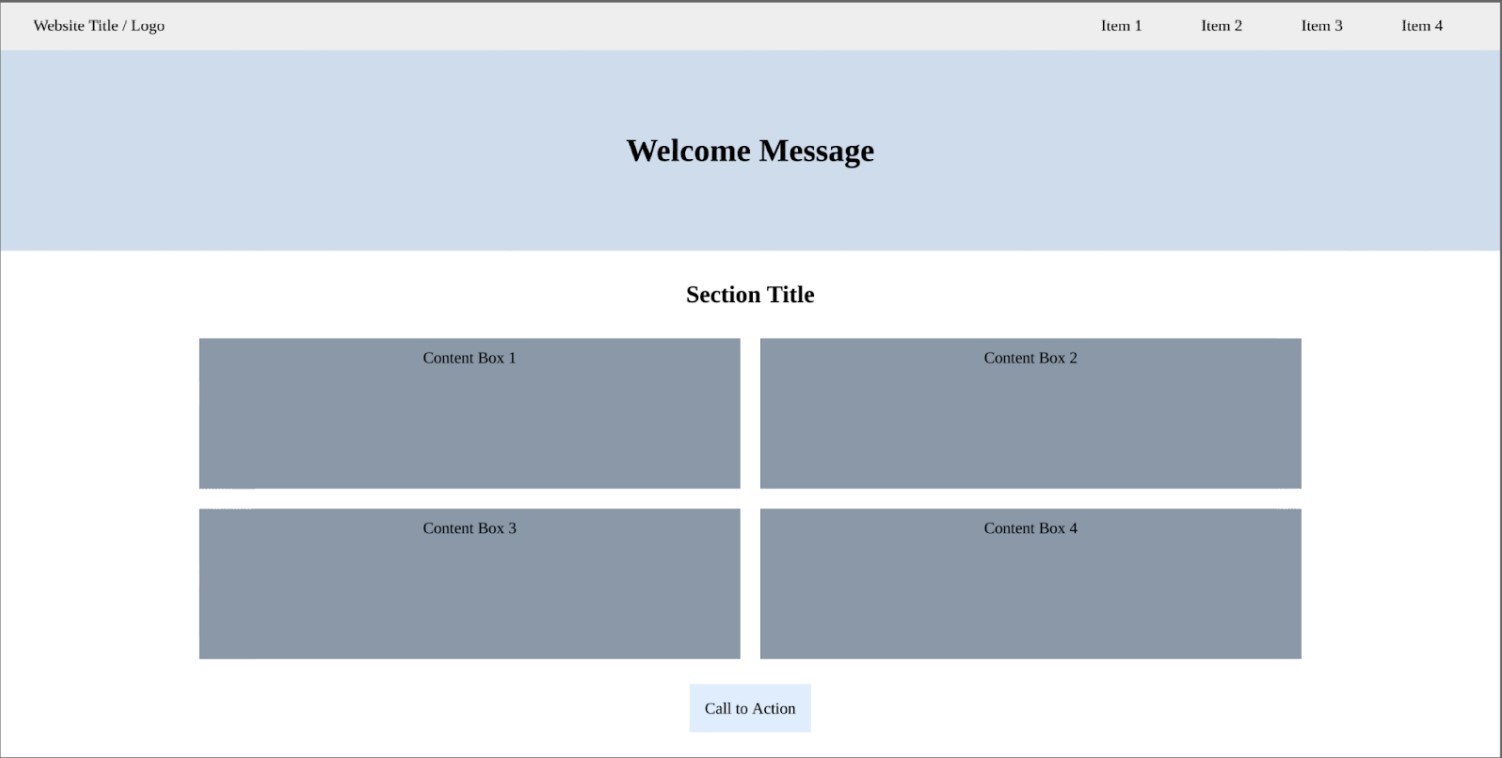 Website Title / Logo
Item 1 Item 2 Item 3 Item 4
Welcome Message
Section Title
Content Box 1
Content Box 2
Content Box 3
Content Box 4
Call to Action